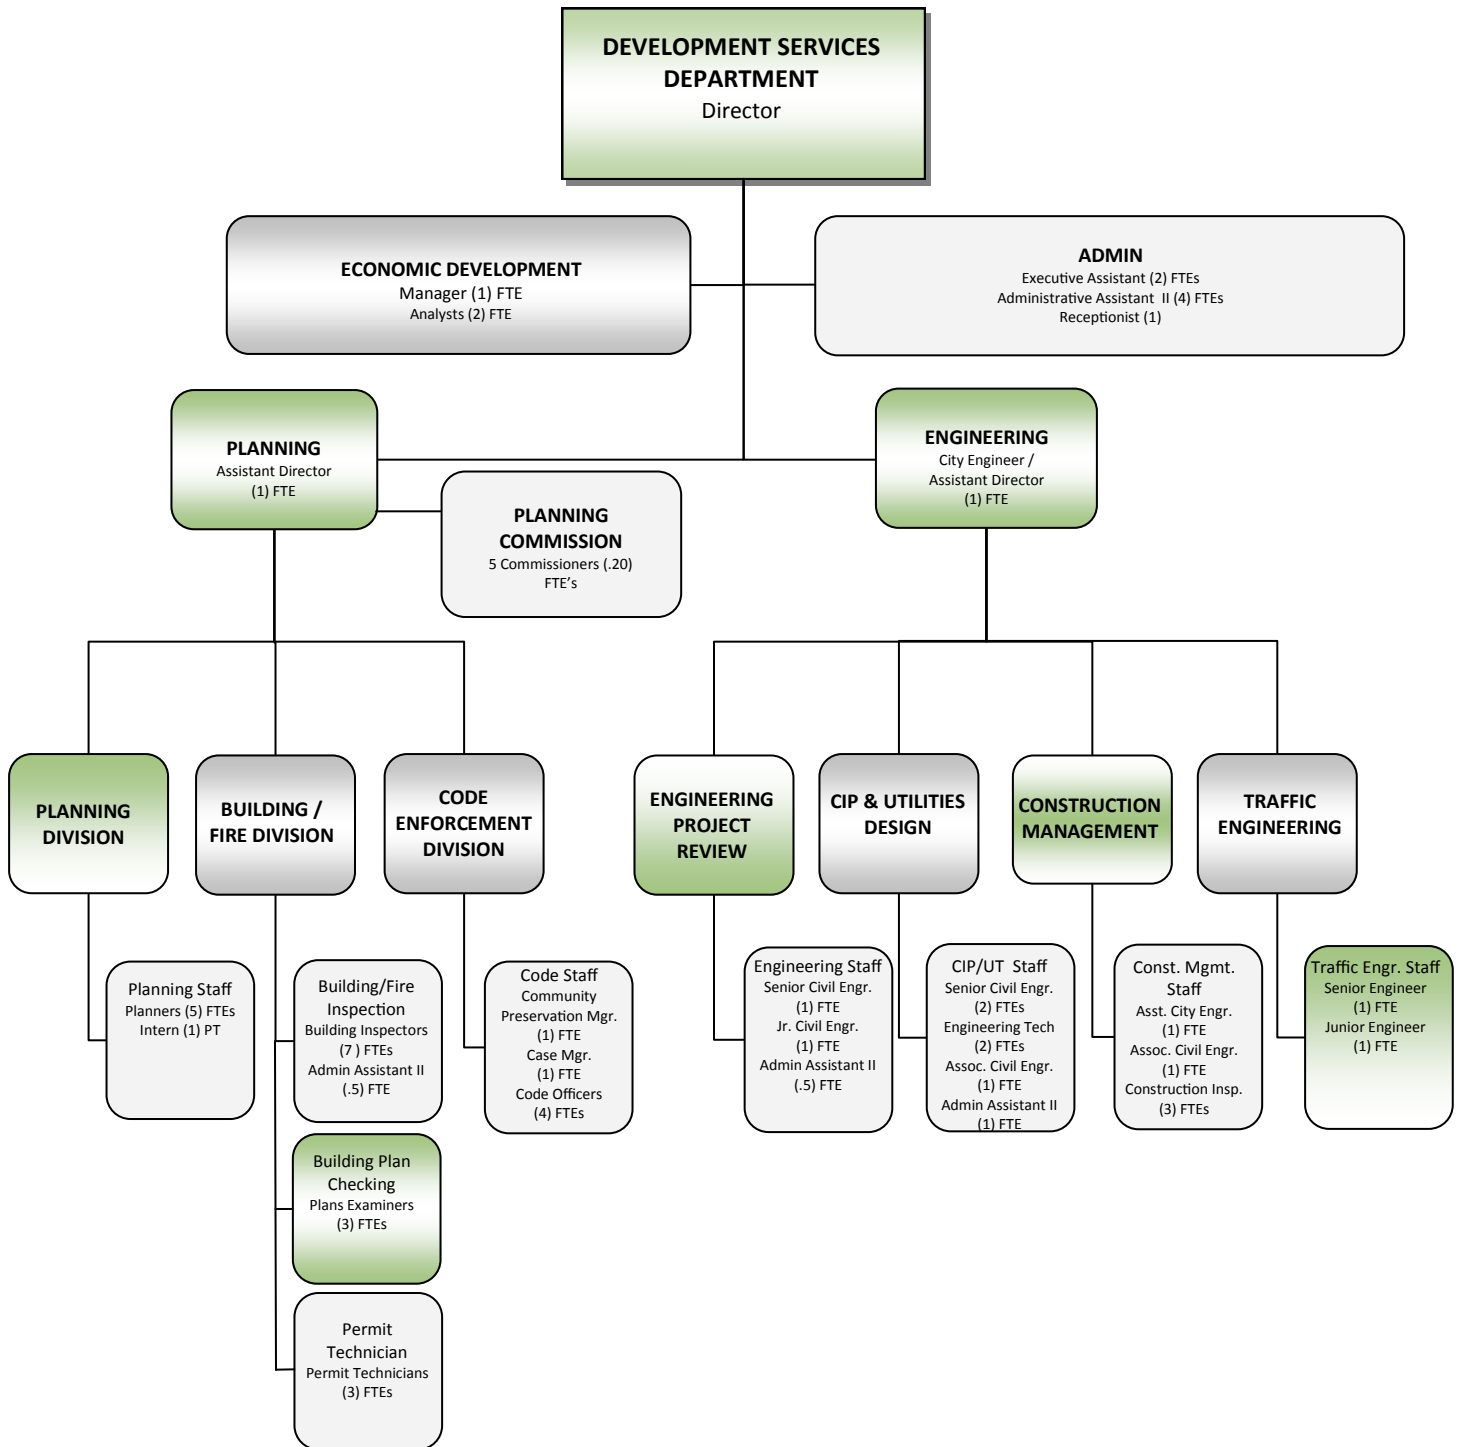 DEVELOPMENT SERVICES
DEPARTMENT
Director
ECONOMIC DEVELOPMENT
Manager (1) FTE
Analysts (2) FTE
ADMIN
Executive Assistant (2) FTEs
Administrative Assistant  II (4) FTEs
Receptionist (1)
PLANNING
Assistant Director
(1) FTE
PLANNING
COMMISSION
5 Commissioners (.20)
FTE's
ENGINEERING
City Engineer /
Assistant Director
(1) FTE
PLANNING
DIVISION
BUILDING /
FIRE DIVISION
CODE
ENFORCEMENT
DIVISION
ENGINEERING
PROJECT
REVIEW
CIP & UTILITIES
DESIGN
CONSTRUCTION
MANAGEMENT
TRAFFIC
ENGINEERING
Planning Staff
Planners (5) FTEs
Intern (1) PT
Building/Fire
Inspection
Building Inspectors
(7 ) FTEs
Admin Assistant II
(.5) FTE
Building Plan
Checking
Plans Examiners
(3) FTEs
Permit
Technician
Permit Technicians
(3) FTEs
Code Staff
Community
Preservation Mgr.
(1) FTE
Case Mgr.
(1) FTE
Code Officers
(4) FTEs
Engineering Staff
Senior Civil Engr.
(1) FTE
Jr. Civil Engr.
(1) FTE
Admin Assistant II
(.5) FTE
CIP/UT  Staff
Senior Civil Engr.
(2) FTEs
Engineering Tech
(2) FTEs
Assoc. Civil Engr.
(1) FTE
Admin Assistant II
(1) FTE
Const. Mgmt.
Staff
Asst. City Engr.
(1) FTE
Assoc. Civil Engr.
(1) FTE
Construction Insp.
(3) FTEs
Traffic Engr. Staff
Senior Engineer
(1) FTE
Junior Engineer
(1) FTE